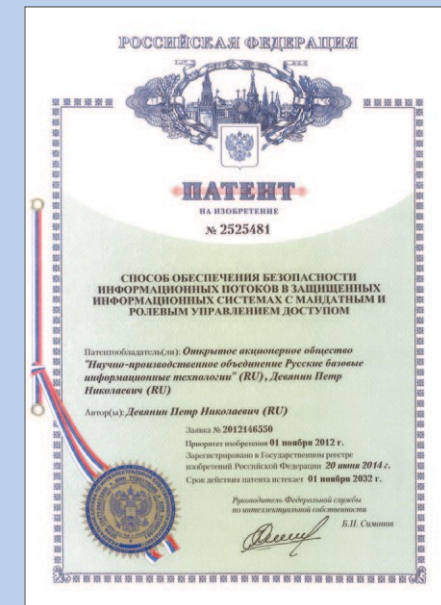 РОССИЙСКАЯ ФЕДЕРАЦИЯ
ПАТЕНТ
НА ИЗОБРЕТЕНИЕ
№ 2525481
СПОСОБ ОБЕСПЕЧЕНИЯ БЕЗОПАСНОСТИ
ИНФОРМАЦИОННЫХ ПОТОКОВ В ЗАЩИЩЕННЫХ
ИНФОРМАЦИОННЫХ СИСТЕМАХ С МАНДАТНЫМ И
РОЛЕВЫМ УПРАВЛЕНИЕМ ДОСТУПОМ
Патентообладатель(ли): Открытое акционерное общество
"Научно-производственное объединение Русские базовые
информационные технологии" (RU), Девянин Петр
Николаевич (RU)
Автор(ы): Девянин Петр Николаевич (RU)
Заявка № 2012146550
Приоритет изобретения 01 ноября 2012 г.
Зарегистрировано в Государственном реестре
изобретений Российской Федерации 20 июня 2014 г.
Срок действия патента истекает 01 ноября 2032 г.
Руководитель Федеральной службы
по интеллектуальной собственности
Б.П. Симонов